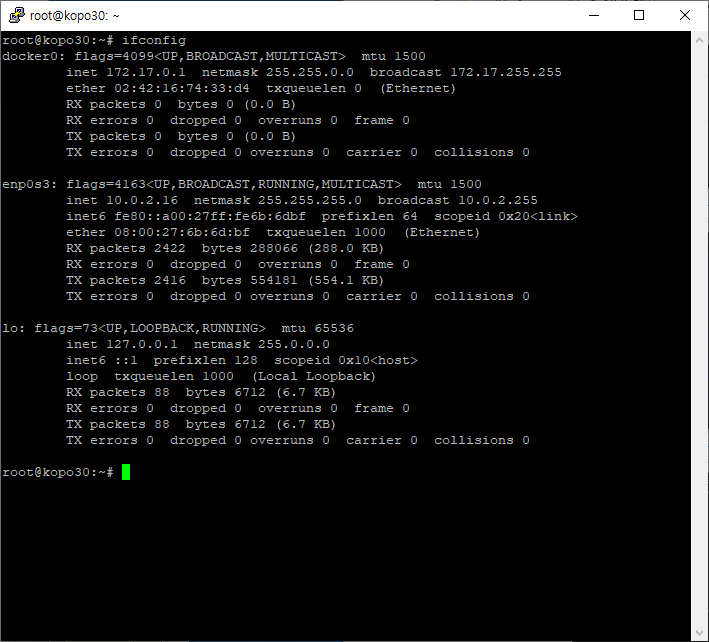 root@kopo30: ~
root@kopo30:~# ifconfig
docker0: flags=4099<UP,BROADCAST,MULTICAST>  mtu 1500
        inet 172.17.0.1  netmask 255.255.0.0  broadcast 172.17.255.255
        ether 02:42:16:74:33:d4  txqueuelen 0  (Ethernet)
        RX packets 0  bytes 0 (0.0 B)
        RX errors 0  dropped 0  overruns 0  frame 0
        TX packets 0  bytes 0 (0.0 B)
        TX errors 0  dropped 0 overruns 0  carrier 0  collisions 0

enp0s3: flags=4163<UP,BROADCAST,RUNNING,MULTICAST>  mtu 1500
        inet 10.0.2.16  netmask 255.255.255.0  broadcast 10.0.2.255
        inet6 fe80::a00:27ff:fe6b:6dbf  prefixlen 64  scopeid 0x20<link>
        ether 08:00:27:6b:6d:bf  txqueuelen 1000  (Ethernet)
        RX packets 2422  bytes 288066 (288.0 KB)
        RX errors 0  dropped 0  overruns 0  frame 0
        TX packets 2416  bytes 554181 (554.1 KB)
        TX errors 0  dropped 0 overruns 0  carrier 0  collisions 0

lo: flags=73<UP,LOOPBACK,RUNNING>  mtu 65536
        inet 127.0.0.1  netmask 255.0.0.0
        inet6 ::1  prefixlen 128  scopeid 0x10<host>
        loop  txqueuelen 1000  (Local Loopback)
        RX packets 88  bytes 6712 (6.7 KB)
        RX errors 0  dropped 0  overruns 0  frame 0
        TX packets 88  bytes 6712 (6.7 KB)
        TX errors 0  dropped 0 overruns 0  carrier 0  collisions 0

root@kopo30:~#